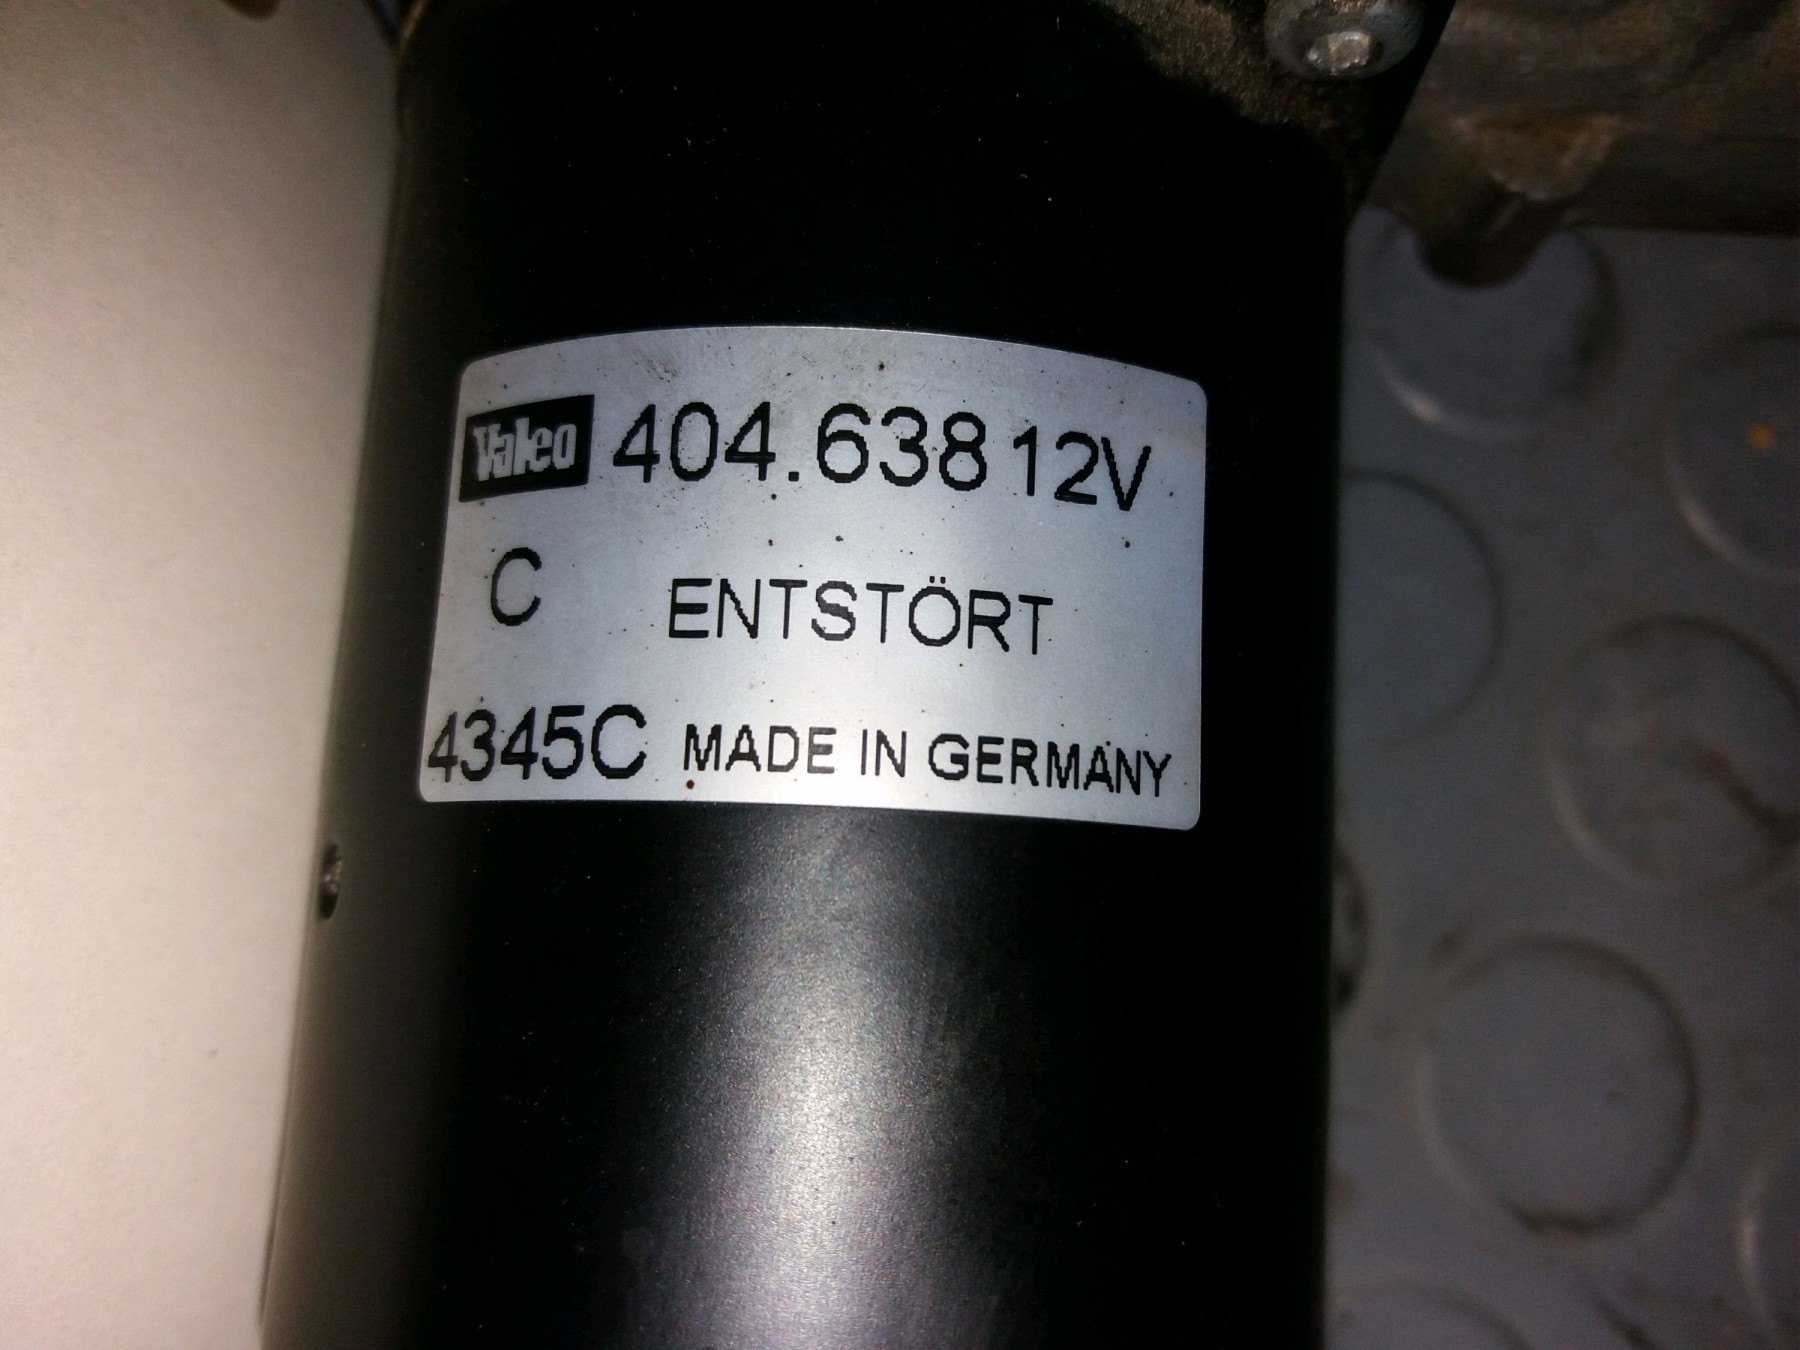 Valeo 404.638 12V
C ENTSTÖRT
4345C MADE IN GERMANY